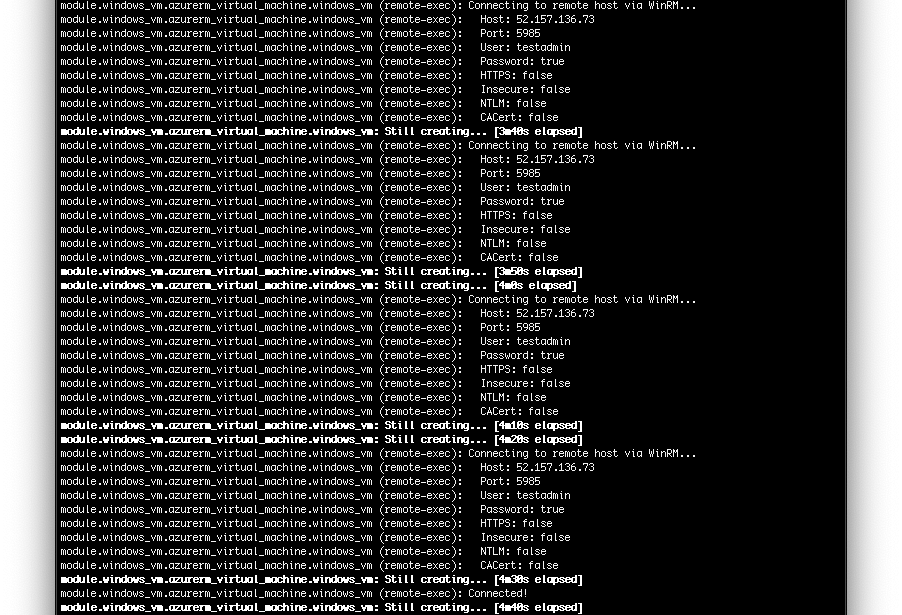 module.windows_vm.azurerm_virtual_machine.windows_vm (remote-exec): Connecting to remote host via WinRM...
module.windows_vm.azurerm_virtual_machine.windows_vm (remote-exec):   Host: 52.157.136.73
module.windows_vm.azurerm_virtual_machine.windows_vm (remote-exec):   Port: 5985
module.windows_vm.azurerm_virtual_machine.windows_vm (remote-exec):   User: testadmin
module.windows_vm.azurerm_virtual_machine.windows_vm (remote-exec):   Password: true
module.windows_vm.azurerm_virtual_machine.windows_vm (remote-exec):   HTTPS: false
module.windows_vm.azurerm_virtual_machine.windows_vm (remote-exec):   Insecure: false
module.windows_vm.azurerm_virtual_machine.windows_vm (remote-exec):   NTLM: false
module.windows_vm.azurerm_virtual_machine.windows_vm (remote-exec):   CACert: false
module.windows_vm.azurerm_virtual_machine.windows_vm: Still creating... [3m40s elapsed]
module.windows_vm.azurerm_virtual_machine.windows_vm (remote-exec): Connecting to remote host via WinRM...
module.windows_vm.azurerm_virtual_machine.windows_vm (remote-exec):   Host: 52.157.136.73
module.windows_vm.azurerm_virtual_machine.windows_vm (remote-exec):   Port: 5985
module.windows_vm.azurerm_virtual_machine.windows_vm (remote-exec):   User: testadmin
module.windows_vm.azurerm_virtual_machine.windows_vm (remote-exec):   Password: true
module.windows_vm.azurerm_virtual_machine.windows_vm (remote-exec):   HTTPS: false
module.windows_vm.azurerm_virtual_machine.windows_vm (remote-exec):   Insecure: false
module.windows_vm.azurerm_virtual_machine.windows_vm (remote-exec):   NTLM: false
module.windows_vm.azurerm_virtual_machine.windows_vm (remote-exec):   CACert: false
module.windows_vm.azurerm_virtual_machine.windows_vm: Still creating... [3m50s elapsed]
module.windows_vm.azurerm_virtual_machine.windows_vm: Still creating... [4m0s elapsed]
module.windows_vm.azurerm_virtual_machine.windows_vm (remote-exec): Connecting to remote host via WinRM...
module.windows_vm.azurerm_virtual_machine.windows_vm (remote-exec):   Host: 52.157.136.73
module.windows_vm.azurerm_virtual_machine.windows_vm (remote-exec):   Port: 5985
module.windows_vm.azurerm_virtual_machine.windows_vm (remote-exec):   User: testadmin
module.windows_vm.azurerm_virtual_machine.windows_vm (remote-exec):   Password: true
module.windows_vm.azurerm_virtual_machine.windows_vm (remote-exec):   HTTPS: false
module.windows_vm.azurerm_virtual_machine.windows_vm (remote-exec):   Insecure: false
module.windows_vm.azurerm_virtual_machine.windows_vm (remote-exec):   NTLM: false
module.windows_vm.azurerm_virtual_machine.windows_vm (remote-exec):   CACert: false
module.windows_vm.azurerm_virtual_machine.windows_vm: Still creating... [4m10s elapsed]
module.windows_vm.azurerm_virtual_machine.windows_vm: Still creating... [4m20s elapsed]
module.windows_vm.azurerm_virtual_machine.windows_vm (remote-exec): Connecting to remote host via WinRM...
module.windows_vm.azurerm_virtual_machine.windows_vm (remote-exec):   Host: 52.157.136.73
module.windows_vm.azurerm_virtual_machine.windows_vm (remote-exec):   Port: 5985
module.windows_vm.azurerm_virtual_machine.windows_vm (remote-exec):   User: testadmin
module.windows_vm.azurerm_virtual_machine.windows_vm (remote-exec):   Password: true
module.windows_vm.azurerm_virtual_machine.windows_vm (remote-exec):   HTTPS: false
module.windows_vm.azurerm_virtual_machine.windows_vm (remote-exec):   Insecure: false
module.windows_vm.azurerm_virtual_machine.windows_vm (remote-exec):   NTLM: false
module.windows_vm.azurerm_virtual_machine.windows_vm (remote-exec):   CACert: false
module.windows_vm.azurerm_virtual_machine.windows_vm: Still creating... [4m30s elapsed]
module.windows_vm.azurerm_virtual_machine.windows_vm (remote-exec): Connected!
module.windows_vm.azurerm_virtual_machine.windows_vm: Still creating... [4m40s elapsed]